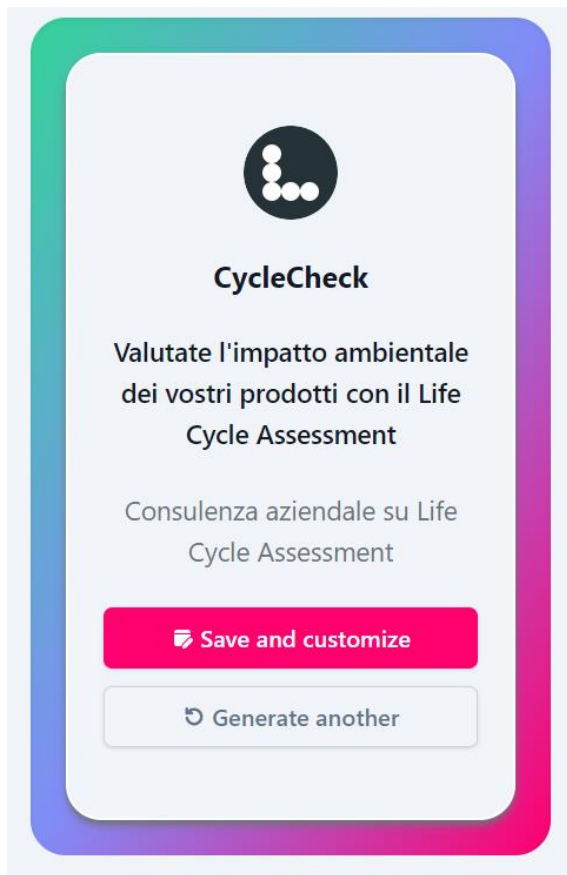 CycleCheck
Valutate l'impatto ambientale
dei vostri prodotti con il Life
Cycle Assessment
Consulenza aziendale su Life
Cycle Assessment
Save and customize
Generate another